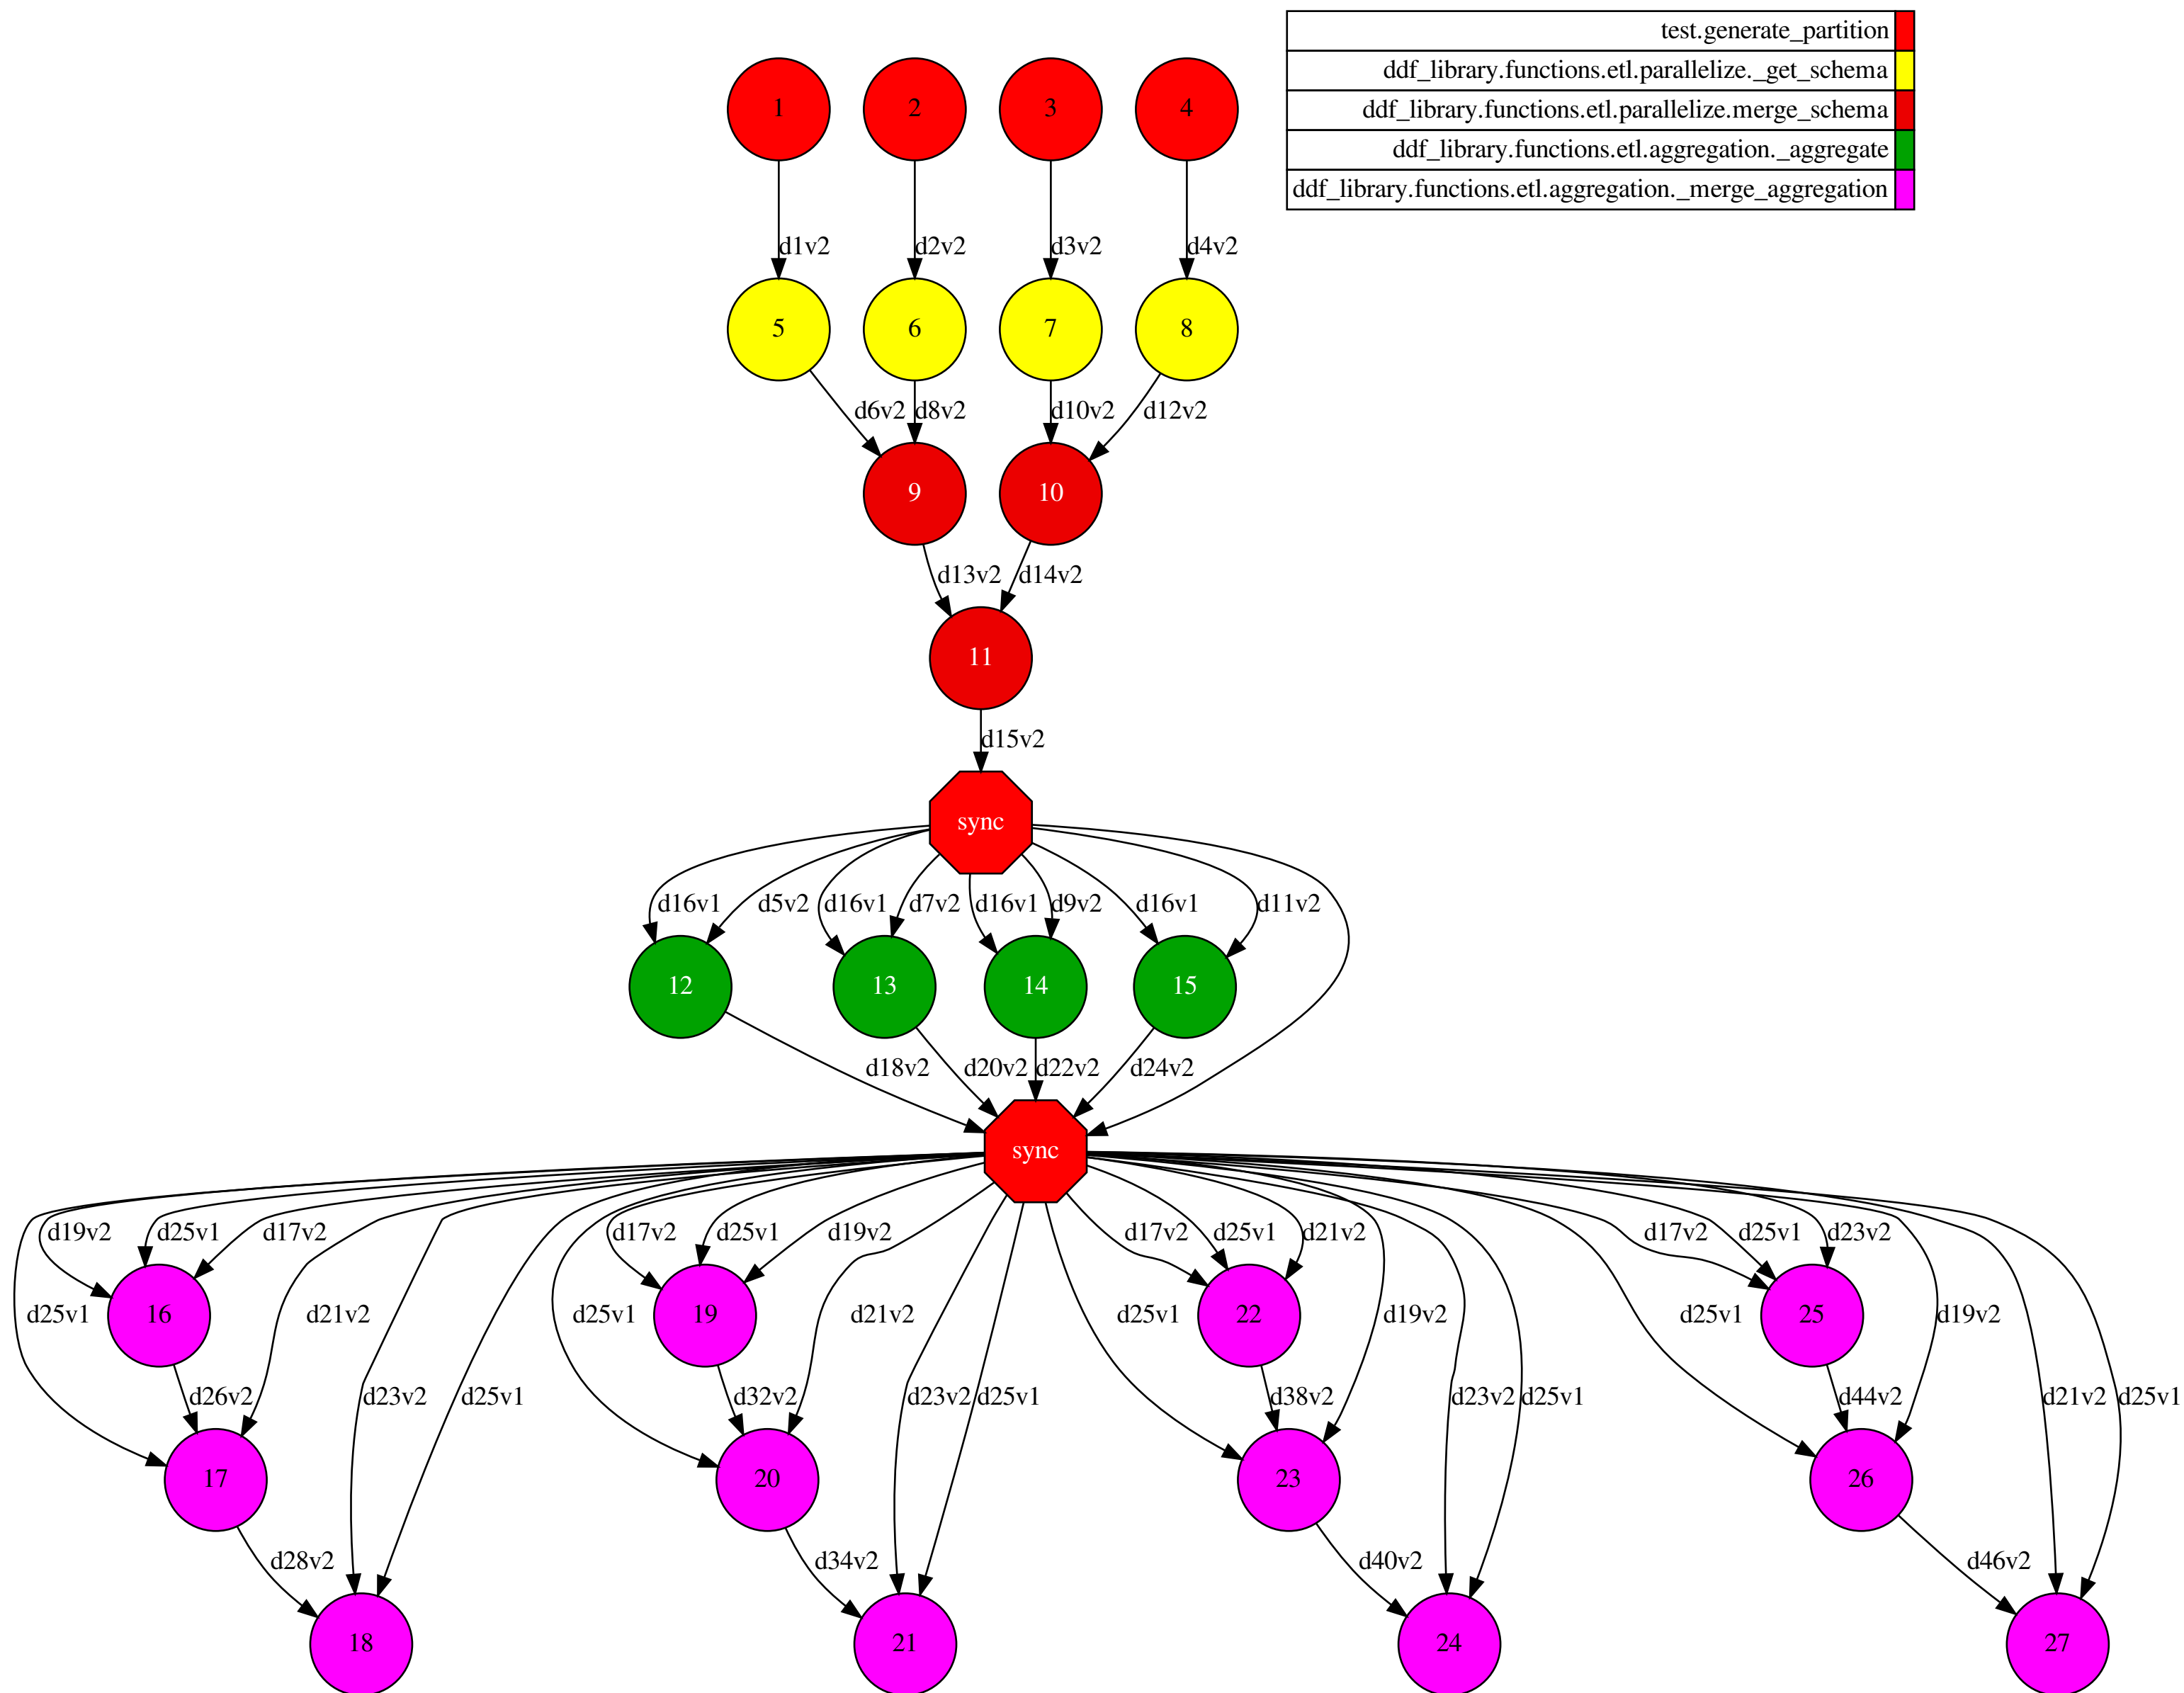 test.generate_partition
ddf_library.functions.etl.parallelize._get_schema
ddf_library.functions.etl.parallelize.merge_schema
ddf_library.functions.etl.aggregation._aggregate
ddf_library.functions.etl.aggregation._merge_aggregation
1 2 3 4
d1v2 d2v2 d3v2 d4v2
5 6 7 8
d6v2 d8v2 d10v2 d12v2
9 10
d13v2 d14v2
11
d15v2
sync
d16v1 d5v2 d16v1 d7v2 d16v1 d9v2 d16v1 d11v2
12 13 14 15
d18v2 d20v2 d22v2 d24v2
sync
d19v2 d25v1 d17v2 d17v2 d25v1 d19v2 d17v2 d25v1 d21v2 d17v2 d25v1 d23v2
d25v1 16 d21v2 d25v1 19 d21v2 d25v1 22 d19v2 d25v1 25 d19v2
d26v2 d23v2 d25v1 d32v2 d23v2 d25v1 d38v2 d23v2 d25v1 d44v2 d21v2 d25v1
17 20 23 26
d28v2 d34v2 d40v2 d46v2
18 21 24 27